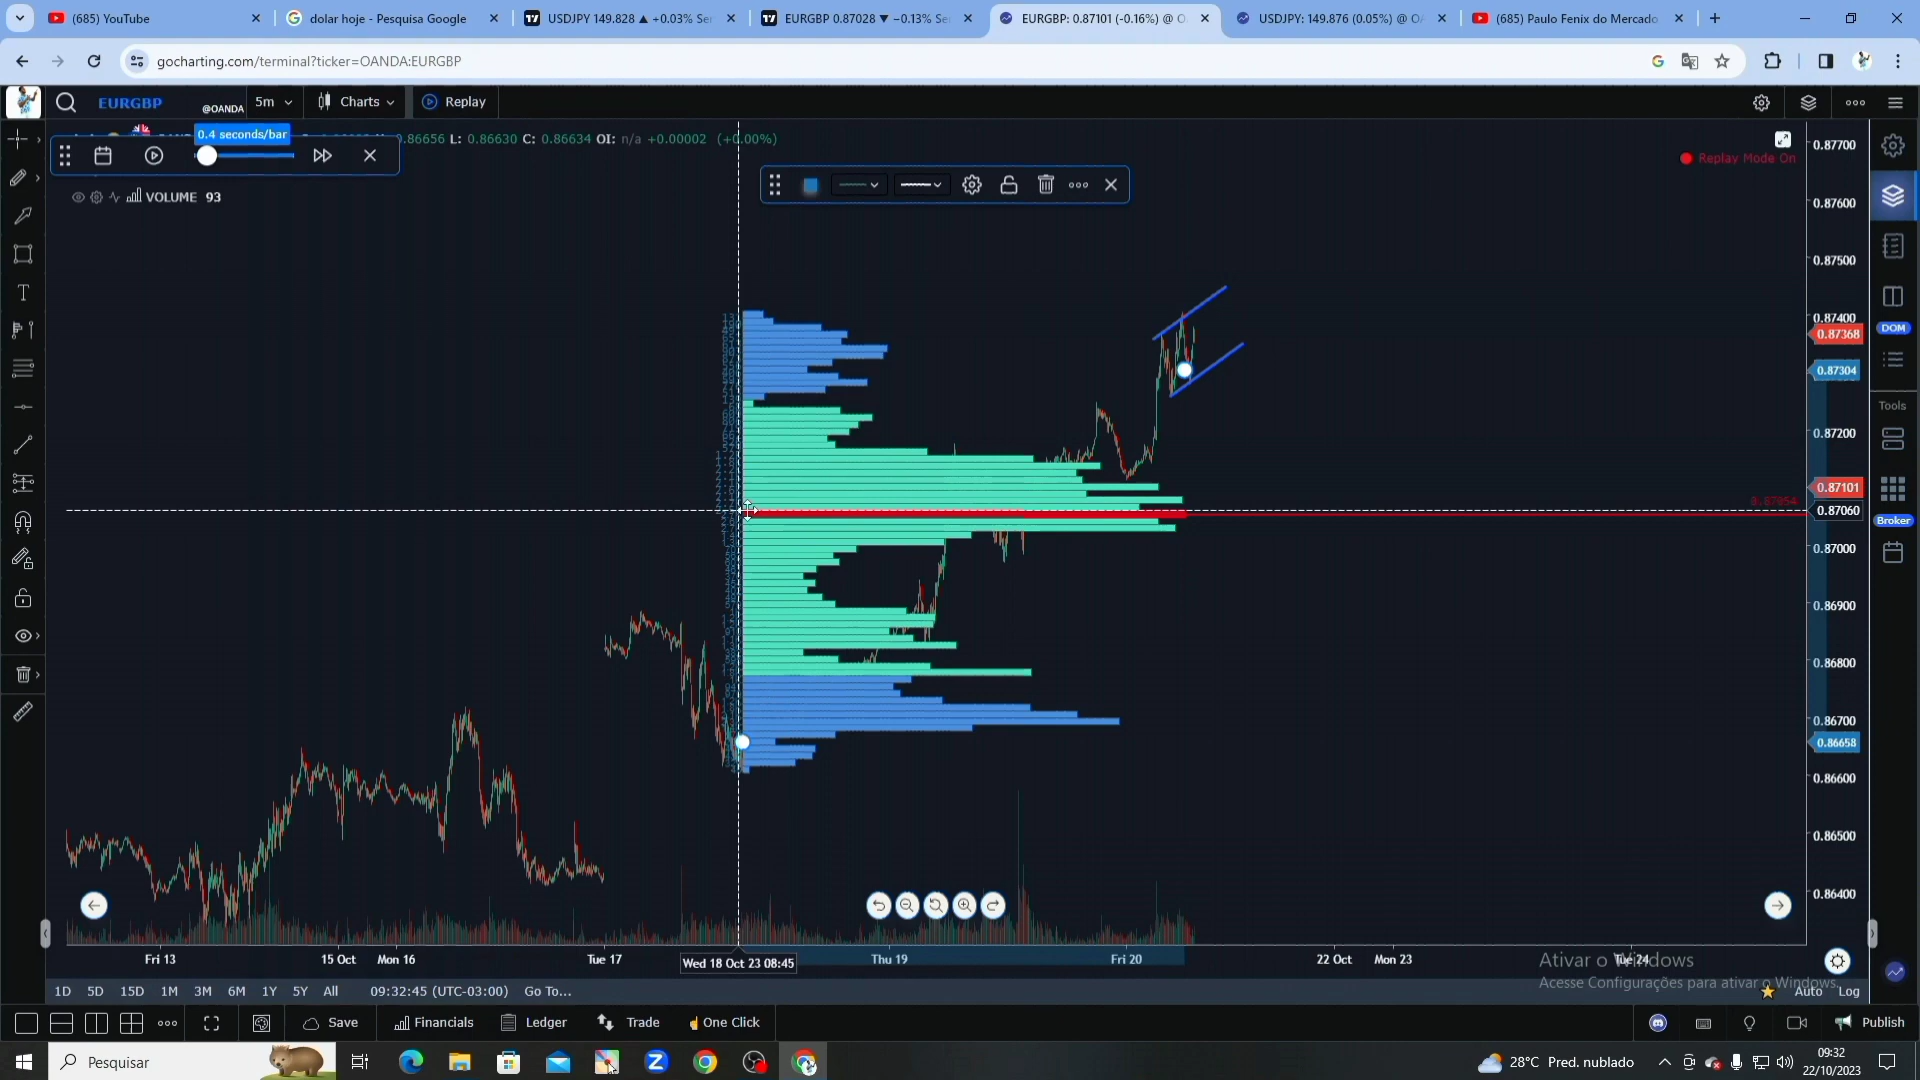 (685) YouTube
dolar hoje - Pesquisa Google
USDJPY 149.828 ▲ +0.03% Se
EURGBP 0.87028 ▼ −0.13% Se
EURGBP: 0.87101 (-0.16%) @ O
USDJPY: 149.876 (0.05%) @ O
(685) Paulo Fenix do Mercado
gocharting.com/terminal?ticker=OANDA:EURGBP
EURGBP @OANDA 5m Charts Replay
0.4 seconds/bar
0.86656 L: 0.86630 C: 0.86634 OI: n/a +0.00002 (+0.00%)
Replay Mode On
VOLUME 93
0.87700
0.87600
0.87500
0.87400
0.87368
0.87304
0.87200
0.87101
0.87054
0.87060
0.87000
0.86900
0.86800
0.86700
0.86658
0.86600
0.86500
0.86400
DOM
Tools
Broker
Fri 13
15 Oct
Mon 16
Tue 17
Wed 18 Oct 23 08:45
Thu 19
Fri 20
22 Oct
Mon 23
Tue 24
Ativar o Windows
Acesse Configurações para ativar o Windows.
1D 5D 15D 1M 3M 6M 1Y 5Y All 09:32:45 (UTC-03:00) Go To... Auto Log
Save Financials Ledger Trade One Click Publish
Pesquisar
28°C Pred. nublado
09:32
22/10/2023